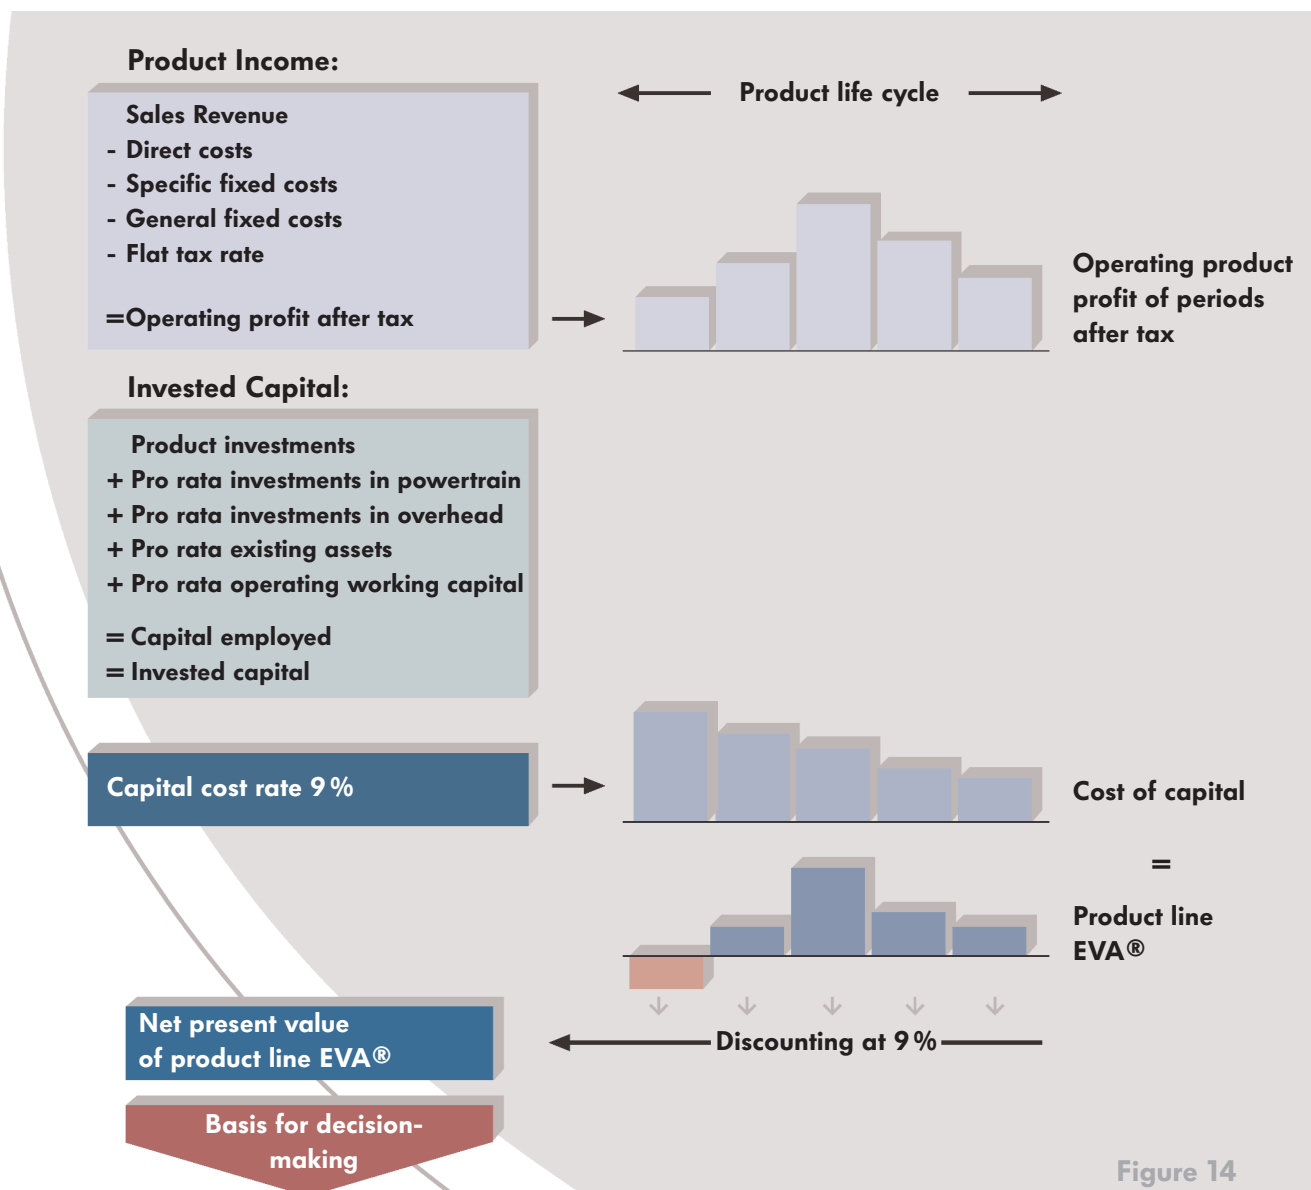 Product Income:
Sales Revenue
- Direct costs
- Specific fixed costs
- General fixed costs
- Flat tax rate
=Operating profit after tax
Product life cycle
Operating product
profit of periods
after tax
Invested Capital:
Product investments
+ Pro rata investments in powertrain
+ Pro rata investments in overhead
+ Pro rata existing assets
+ Pro rata operating working capital
= Capital employed
= Invested capital
Capital cost rate 9 %
Cost of capital
=
Product line
EVA®
Discounting at 9 %
Net present value
of product line EVA®
Basis for decision-
making
Figure 14